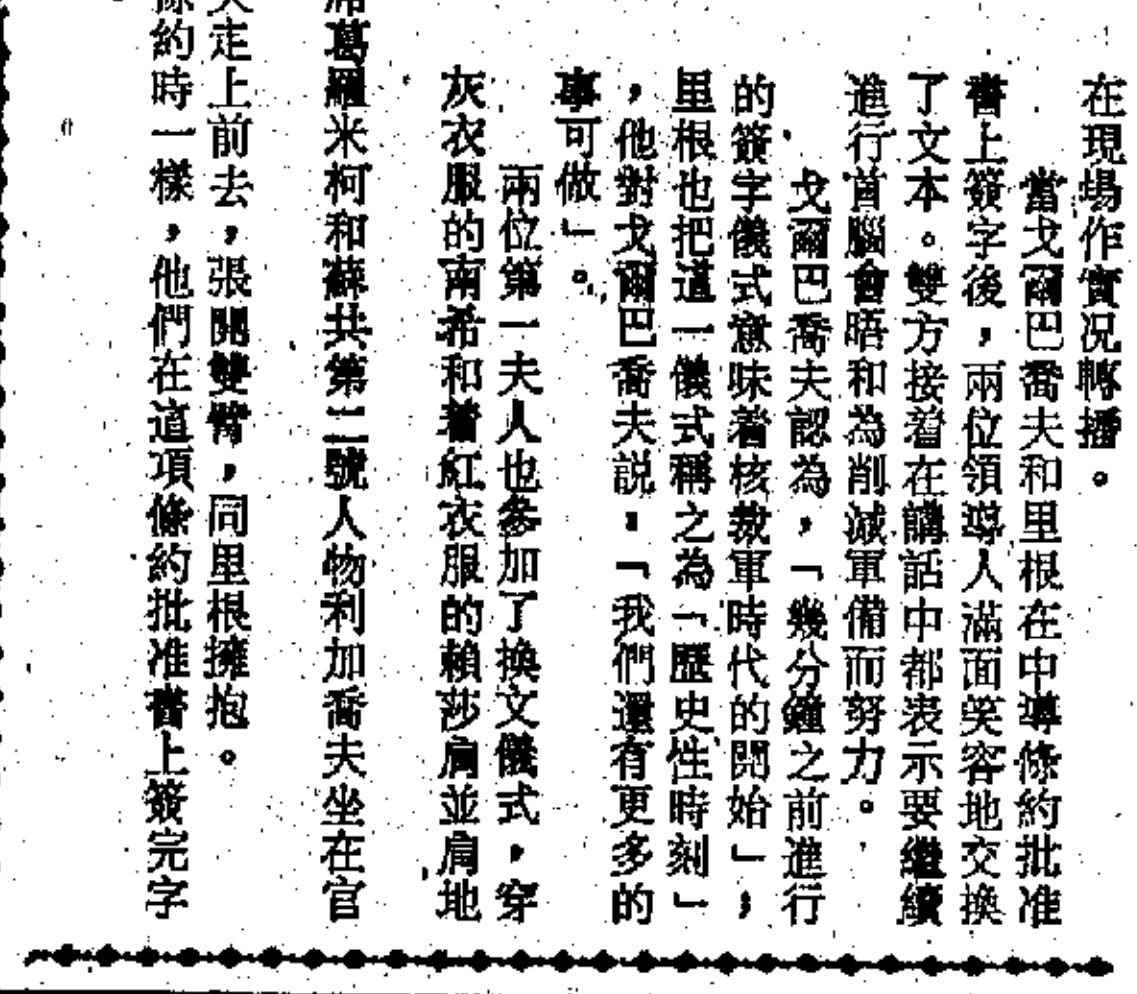 在現場作實况轉播。
當戈爾巴喬夫和里根在中導條約批准
書上簽字後，兩位領導人滿面笑容地交換
了文本。雙方接着在講話中都表示要繼續
進行首腦會晤和為削減軍備而努力。
戈爾巴喬夫認為，「幾分鐘之前進行
的簽字儀式意味着核裁軍時代的開始」；
里根也把這一儀式稱之為「歷史性時刻」
，他對戈爾巴喬夫説：「我們還有更多的
事可做」。
兩位第一夫人也參加了換文儀式，穿
灰衣服的南希和着紅衣服的賴莎肩並肩地
席葛羅米柯和蘇共第二號人物利加喬夫坐在官
夫走上前去，張開雙臂，同里根擁抱。
條約時一樣，他們在這項條約批准書上簽完字